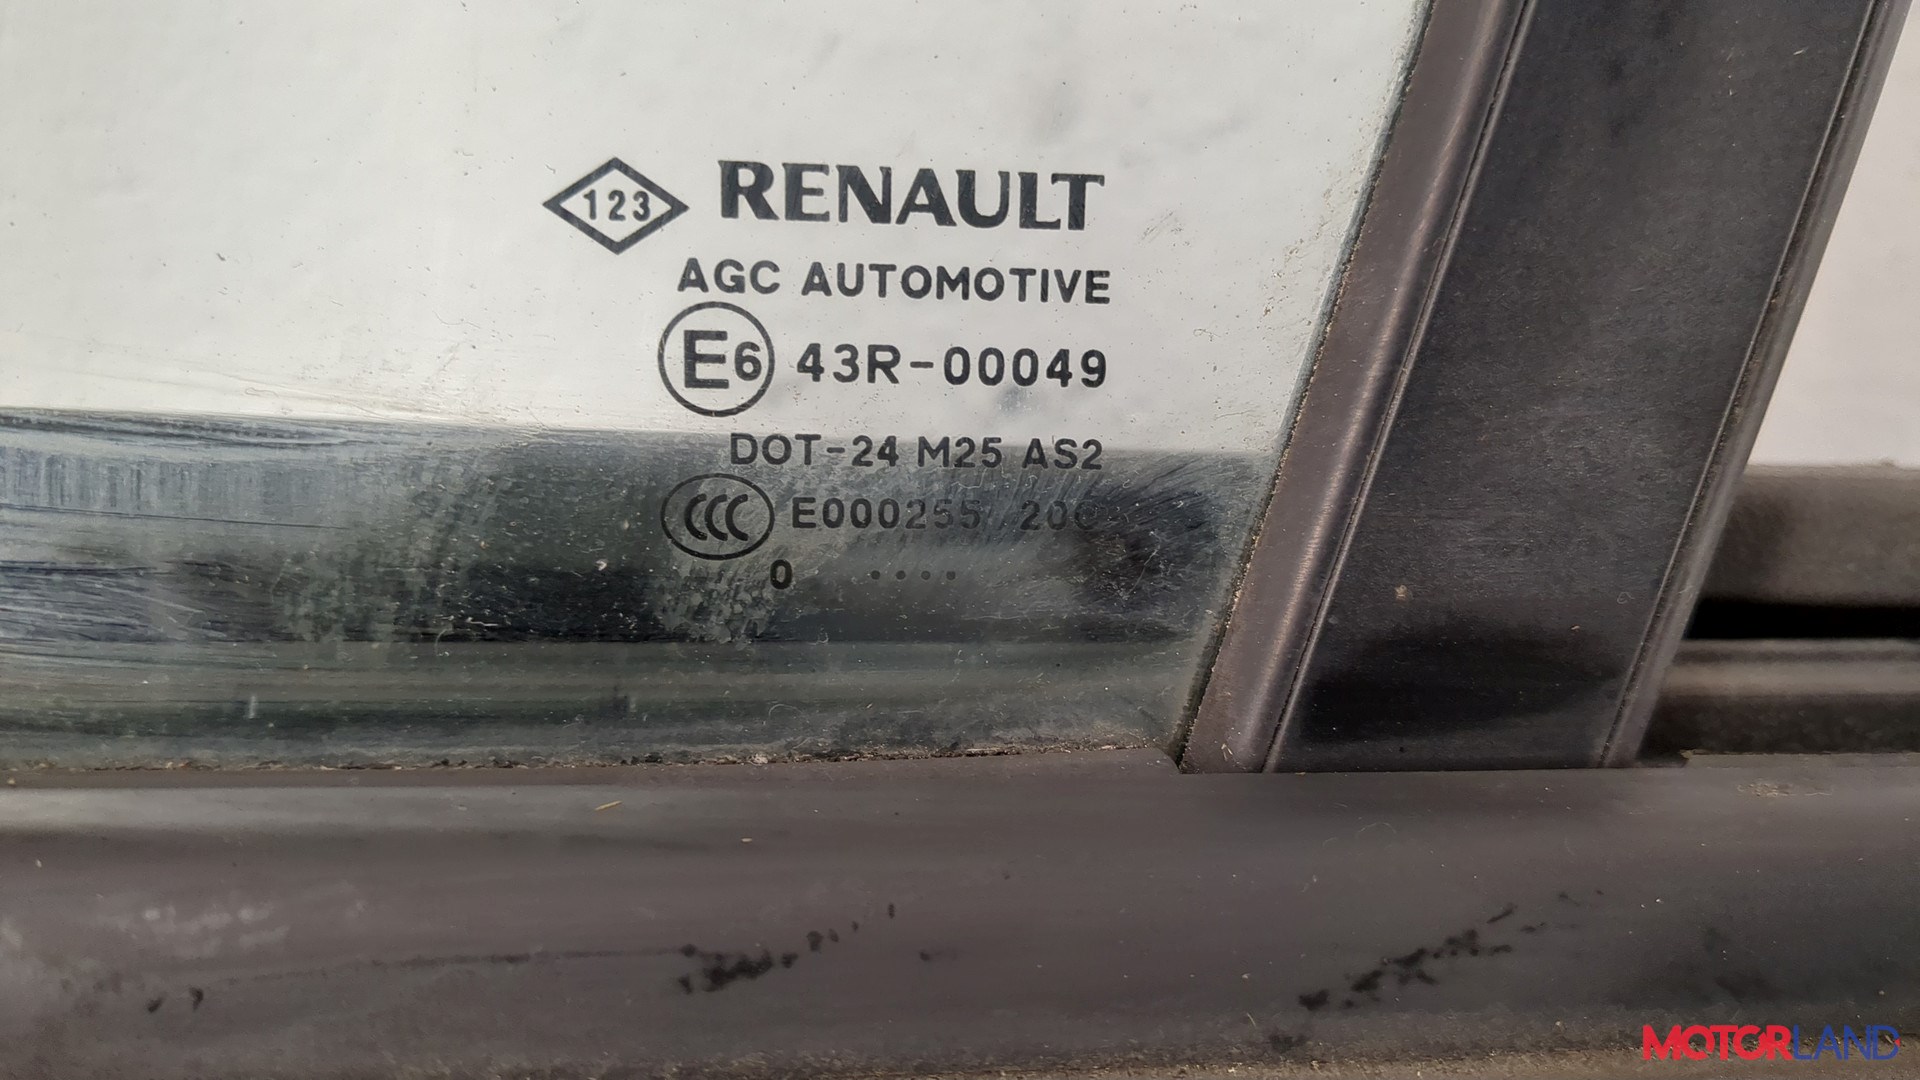 123 RENAULT
AGC AUTOMOTIVE
E6 43R-00049
DOT-24 M25 AS2
CCC E000255
0 ....
MOTORLAND